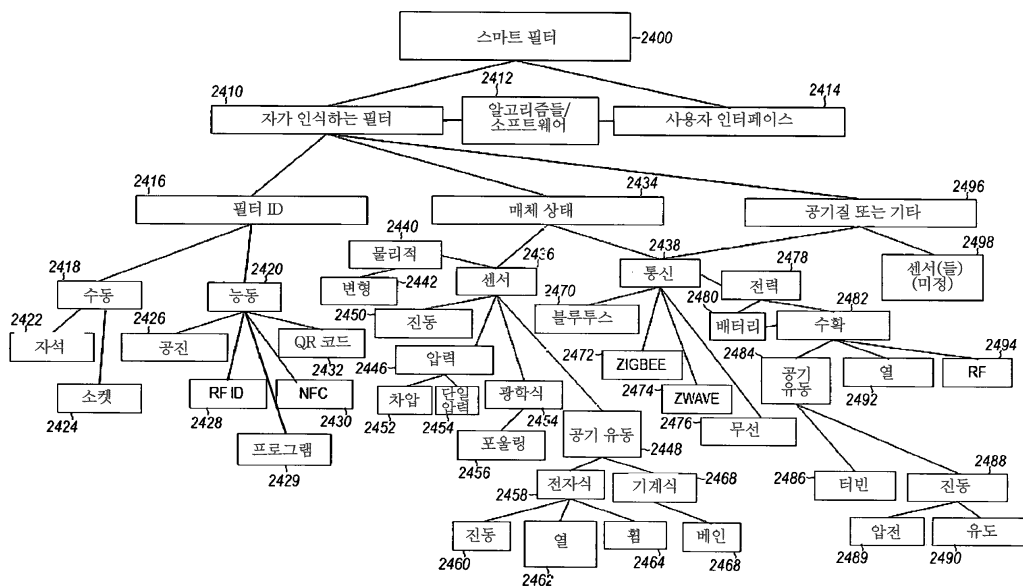 스마트 필터
2400
2410
2412
2414
자가 인식하는 필터
알고리즘들/
소프트웨어
사용자 인터페이스
2416
2434
2496
필터 ID
매체 상태
공기질 또는 기타
2440
물리적
2436
2438
2478
2498
2418
2420
수동
능동
변형
2442
센서
통신
전력
센서(들)
(미정)
2422
2426
2450
2470
2480
2482
자석
공진
QR 코드
2432
진동
블루투스
배터리
수확
압력
2446
2472
ZIGBEE
2484
2494
소켓
2424
RF ID
2428
NFC
2430
차압
2452
단일
압력
2454
광학식
2454
2474
ZWAVE
공기
유동
열
2492
RF
프로그램
2429
포울링
2456
공기 유동
2448
2476
무선
2458
전자식
기계식
2468
2486
터빈
2488
진동
진동
2460
열
2462
휨
2464
베인
2468
압전
2489
유도
2490